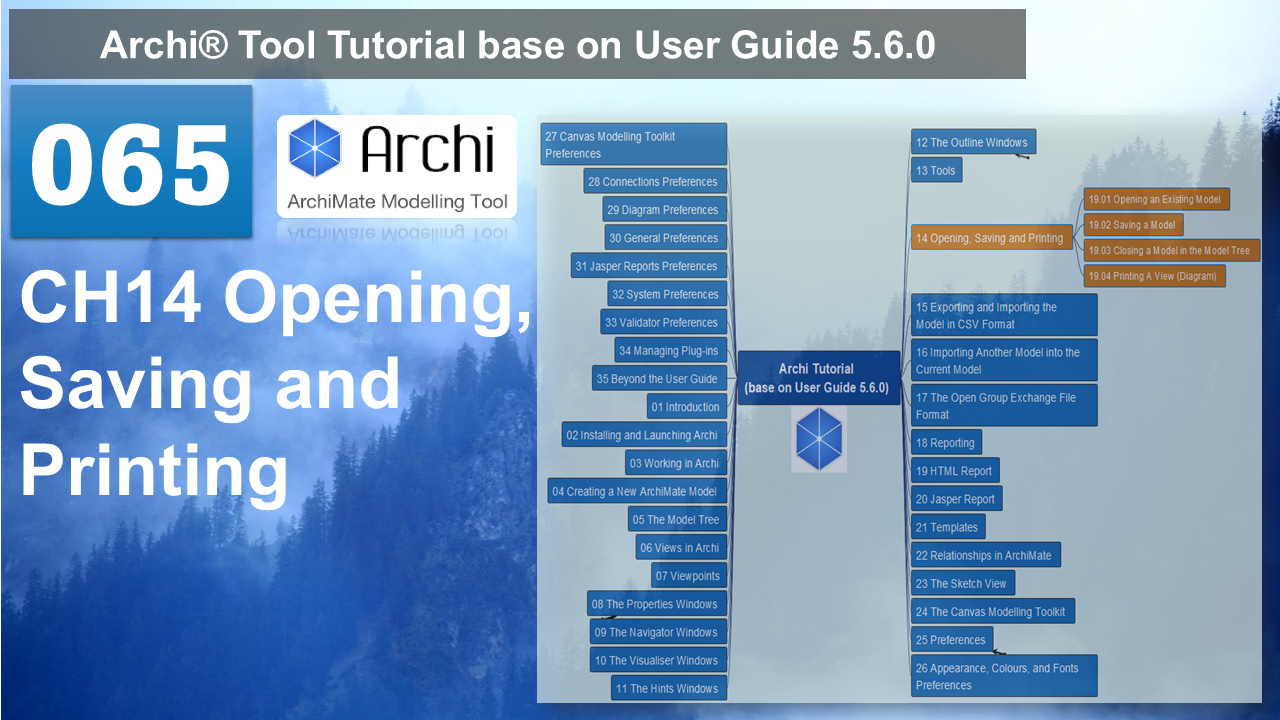 Archi® Tool Tutorial base on User Guide 5.6.0
065
Archi
ArchiMate Modelling Tool
CH14 Opening,
Saving and
Printing
27 Canvas Modelling Toolkit
Preferences
28 Connections Preferences
29 Diagram Preferences
30 General Preferences
31 Jasper Reports Preferences
32 System Preferences
33 Validator Preferences
34 Managing Plug-ins
35 Beyond the User Guide
01 Introduction
02 Installing and Launching Archi
03 Working in Archi
04 Creating a New ArchiMate Model
05 The Model Tree
06 Views in Archi
07 Viewpoints
08 The Properties Windows
09 The Navigator Windows
10 The Visualiser Windows
11 The Hints Windows
Archi Tutorial
(base on User Guide 5.6.0)
12 The Outline Windows
13 Tools
14 Opening, Saving and Printing
19.01 Opening an Existing Model
19.02 Saving a Model
19.03 Closing a Model in the Model Tree
19.04 Printing A View (Diagram)
15 Exporting and Importing the
Model in CSV Format
16 Importing Another Model into the
Current Model
17 The Open Group Exchange File
Format
18 Reporting
19 HTML Report
20 Jasper Report
21 Templates
22 Relationships in ArchiMate
23 The Sketch View
24 The Canvas Modelling Toolkit
25 Preferences
26 Appearance, Colours, and Fonts
Preferences